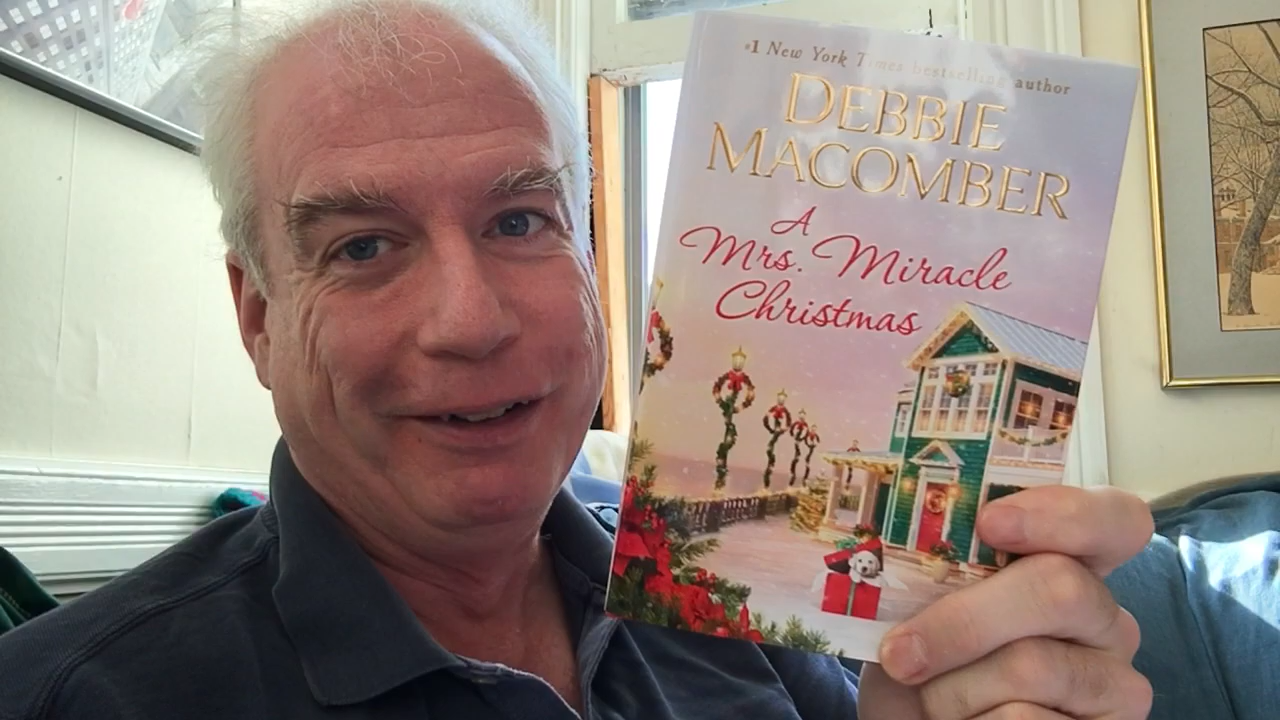 #1 New York Times bestselling author
DEBBIE
MACOMBER
A
Mrs. Miracle
Christmas